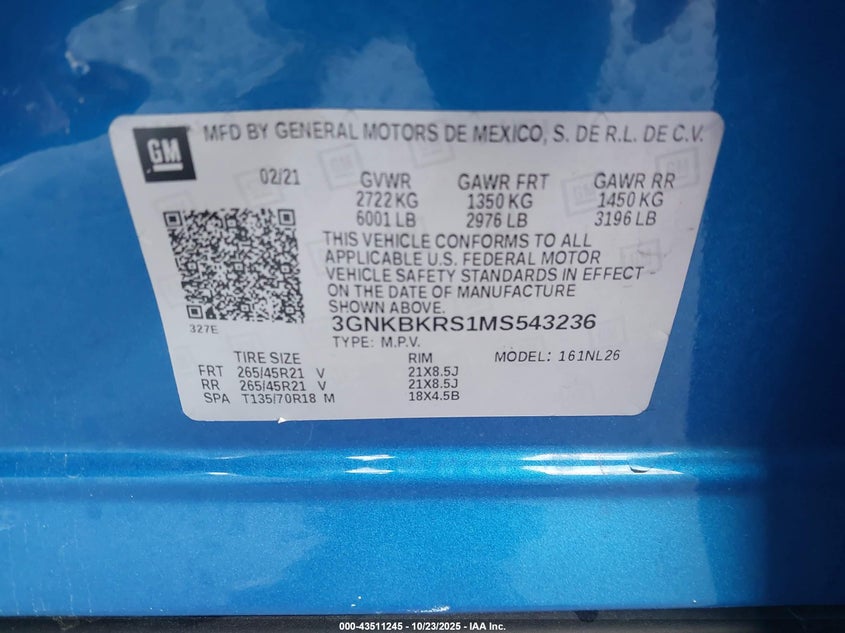 GM
MFD BY GENERAL MOTORS DE MEXICO, S. DE R.L. DE C.V.
02/21 GVWR GAWR FRT GAWR RR
2722 KG 1350 KG 1450 KG
6001 LB 2976 LB 3196 LB
THIS VEHICLE CONFORMS TO ALL
APPLICABLE U.S. FEDERAL MOTOR
VEHICLE SAFETY STANDARDS IN EFFECT
ON THE DATE OF MANUFACTURE
SHOWN ABOVE.
327E
3GNKBKRS1MS543236
TYPE: M.P.V. MODEL: 161NL26
TIRE SIZE RIM
FRT 265/45R21 V 21X8.5J
RR 265/45R21 V 21X8.5J
SPA T135/70R18 M 18X4.5B
000-43511245 - 10/23/2025 - IAA Inc.